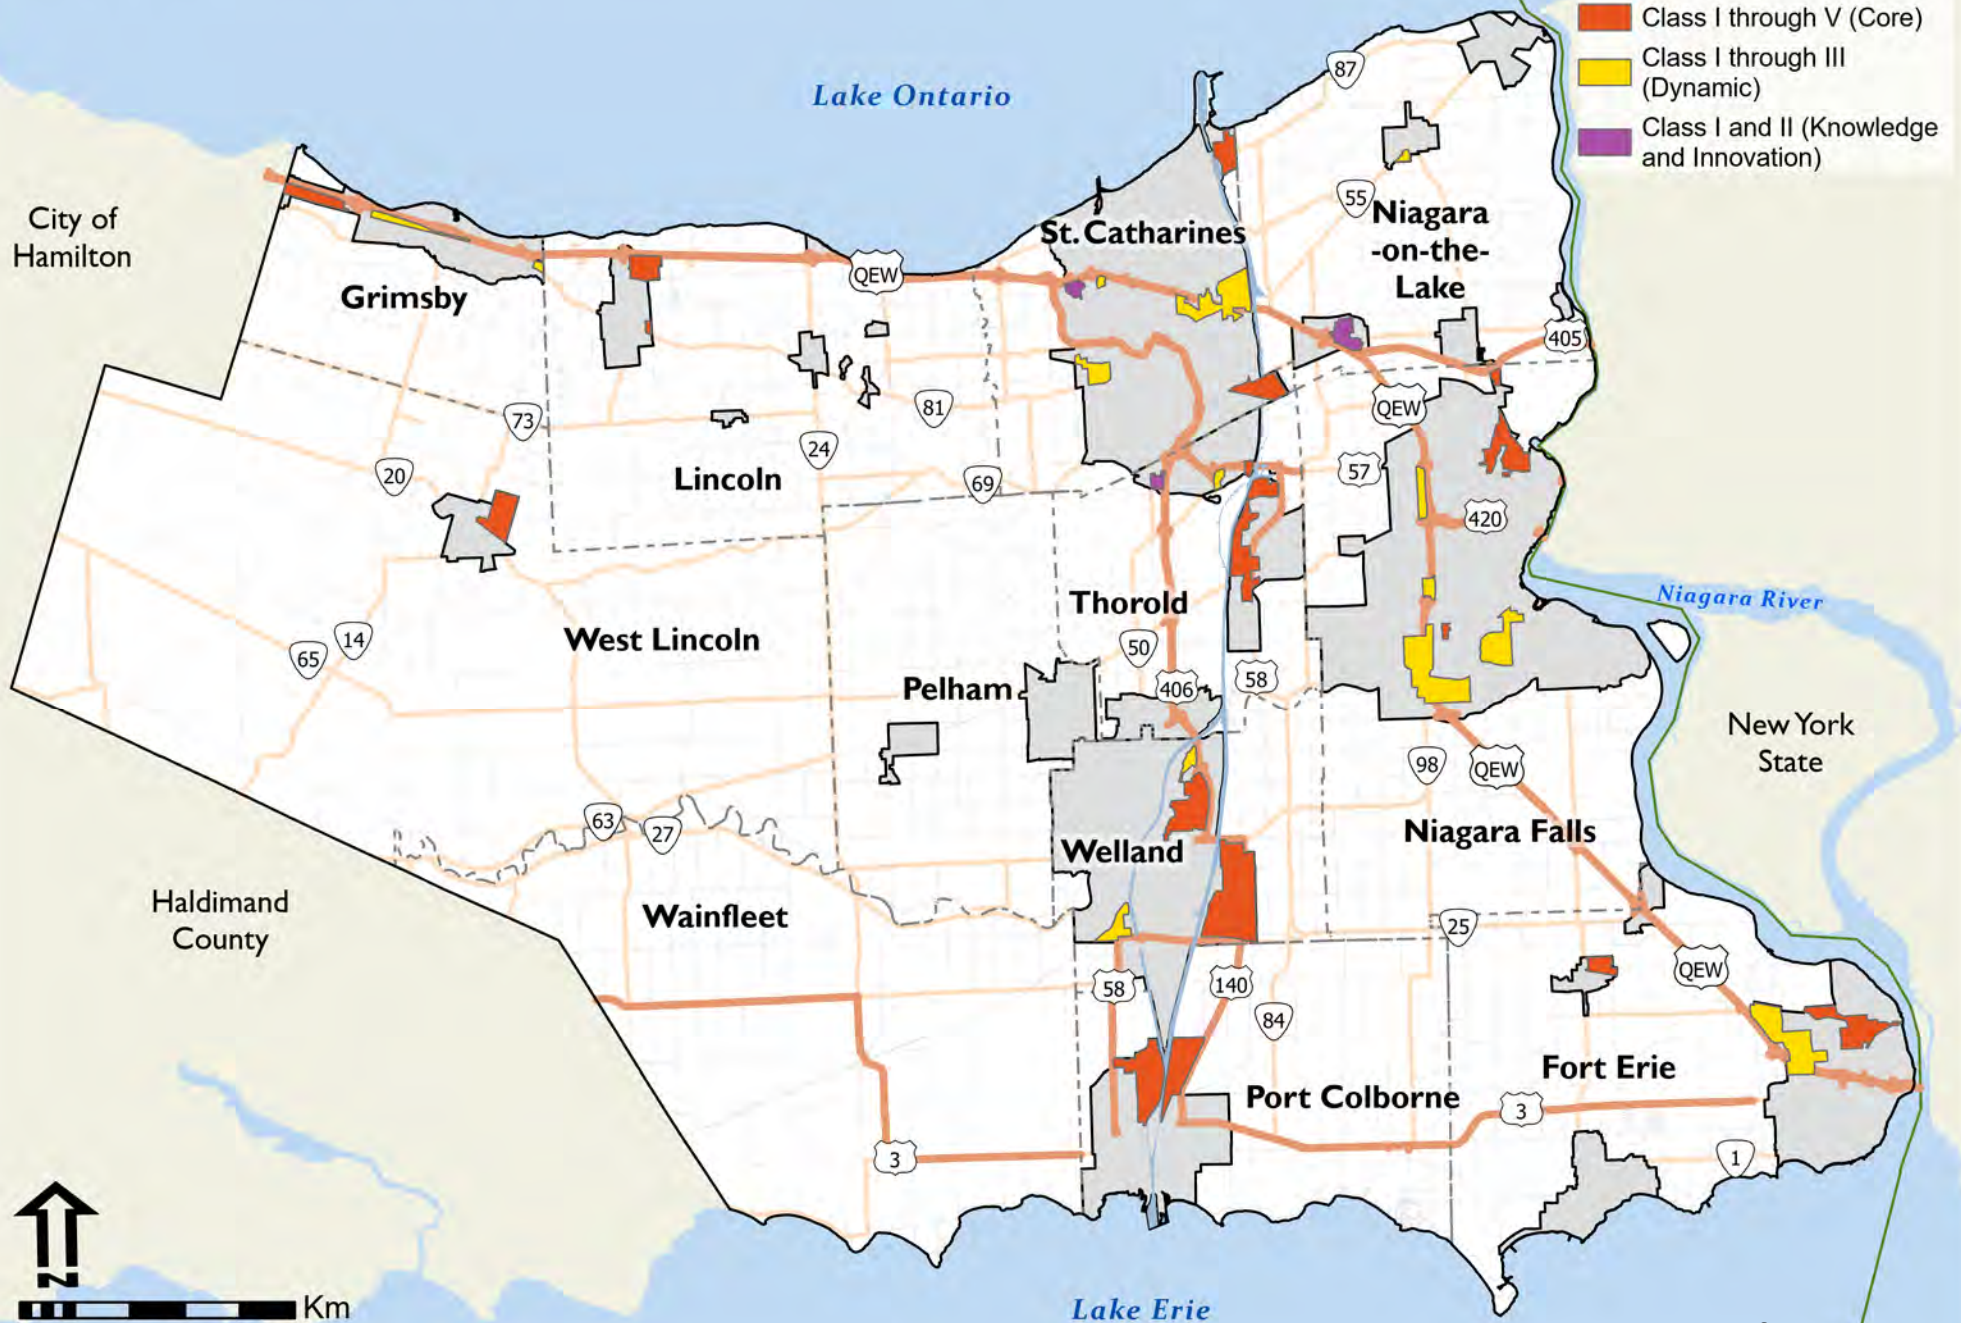 Class I through V (Core)
Class I through III
(Dynamic)
Class I and II (Knowledge
and Innovation)
Lake Ontario
87
City of
Hamilton
55
Niagara
-on-the-
Lake
St. Catharines
QEW
Grimsby
405
73
81
QEW
24
20
Lincoln
69
57
420
Niagara River
Thorold
14
65
West Lincoln
50
58
Pelham
406
New York
State
98
QEW
63
27
Niagara Falls
Welland
Haldimand
County
Wainfleet
25
QEW
58
140
84
Fort Erie
Port Colborne
3
3
1
N
Km
Lake Erie